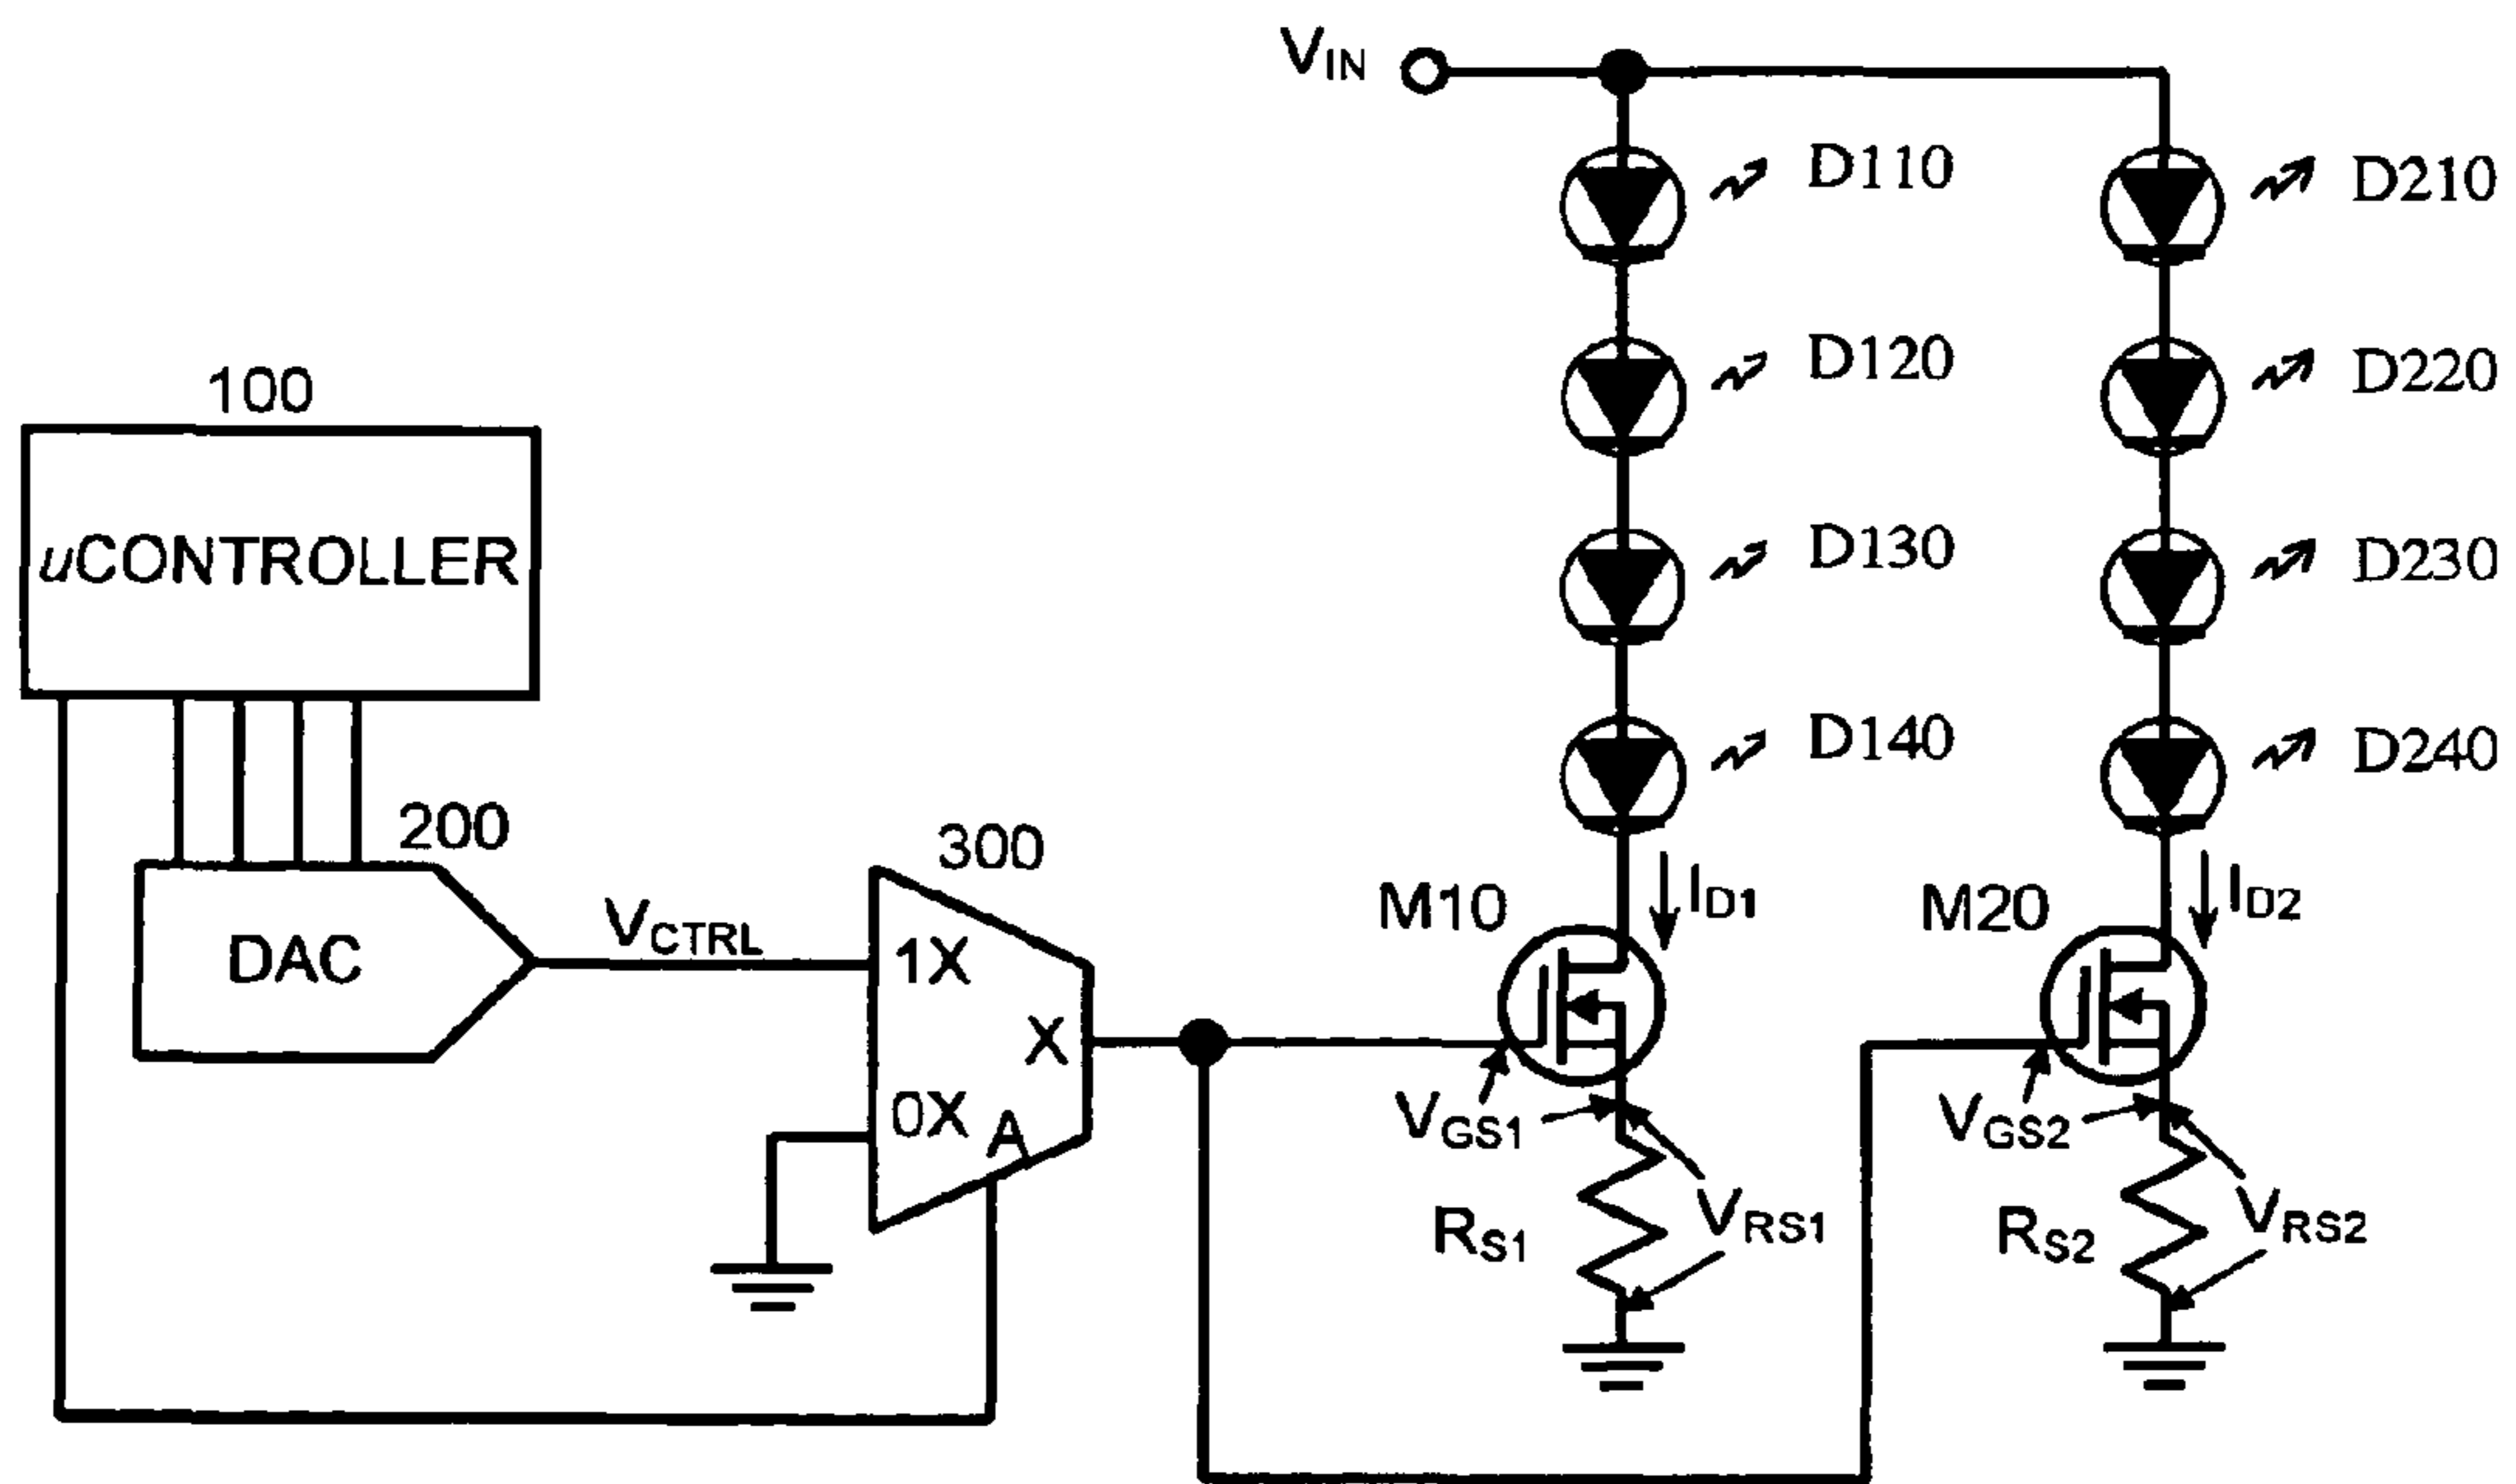 VIN
D110
D210
D120
D220
100
uCONTROLLER
D130
D230
D140
D240
200
300
DAC
VCTRL
1X
X
0X
A
M10
ID1
M20
ID2
VGS1
VGS2
RS1
VRS1
RS2
VRS2